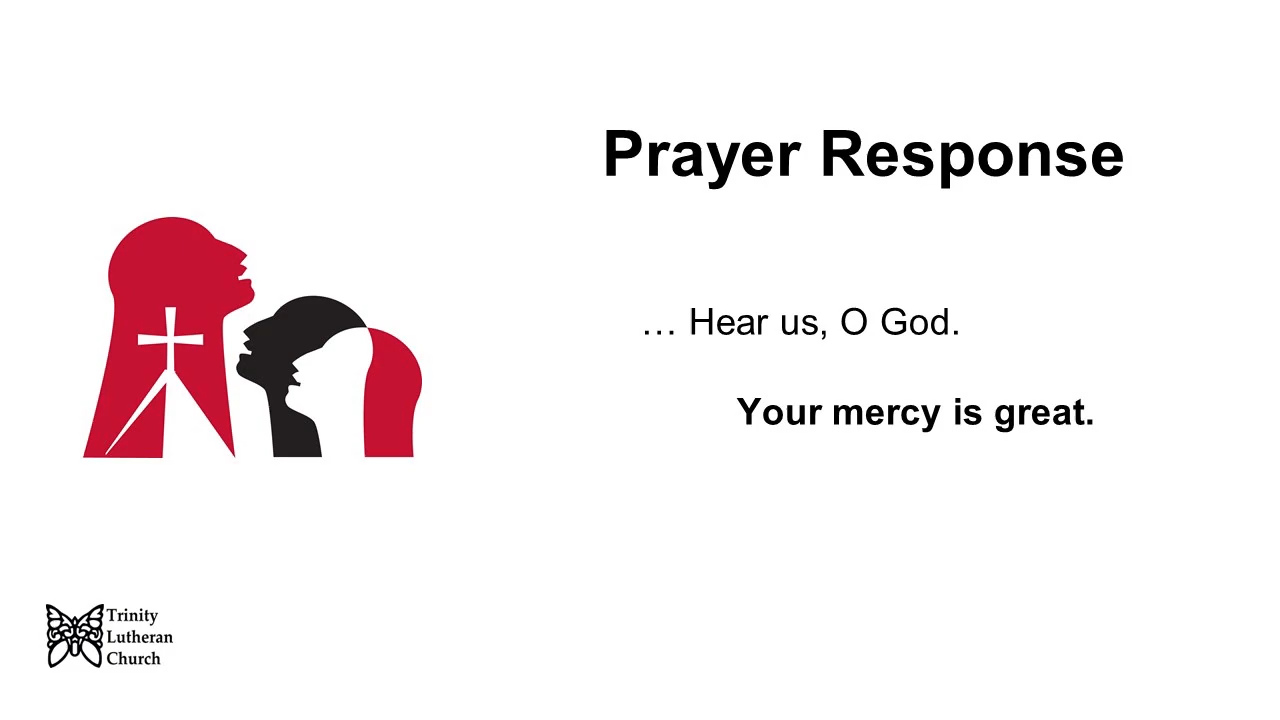 Prayer Response
… Hear us, O God.
Your mercy is great.
Trinity
Lutheran
Church